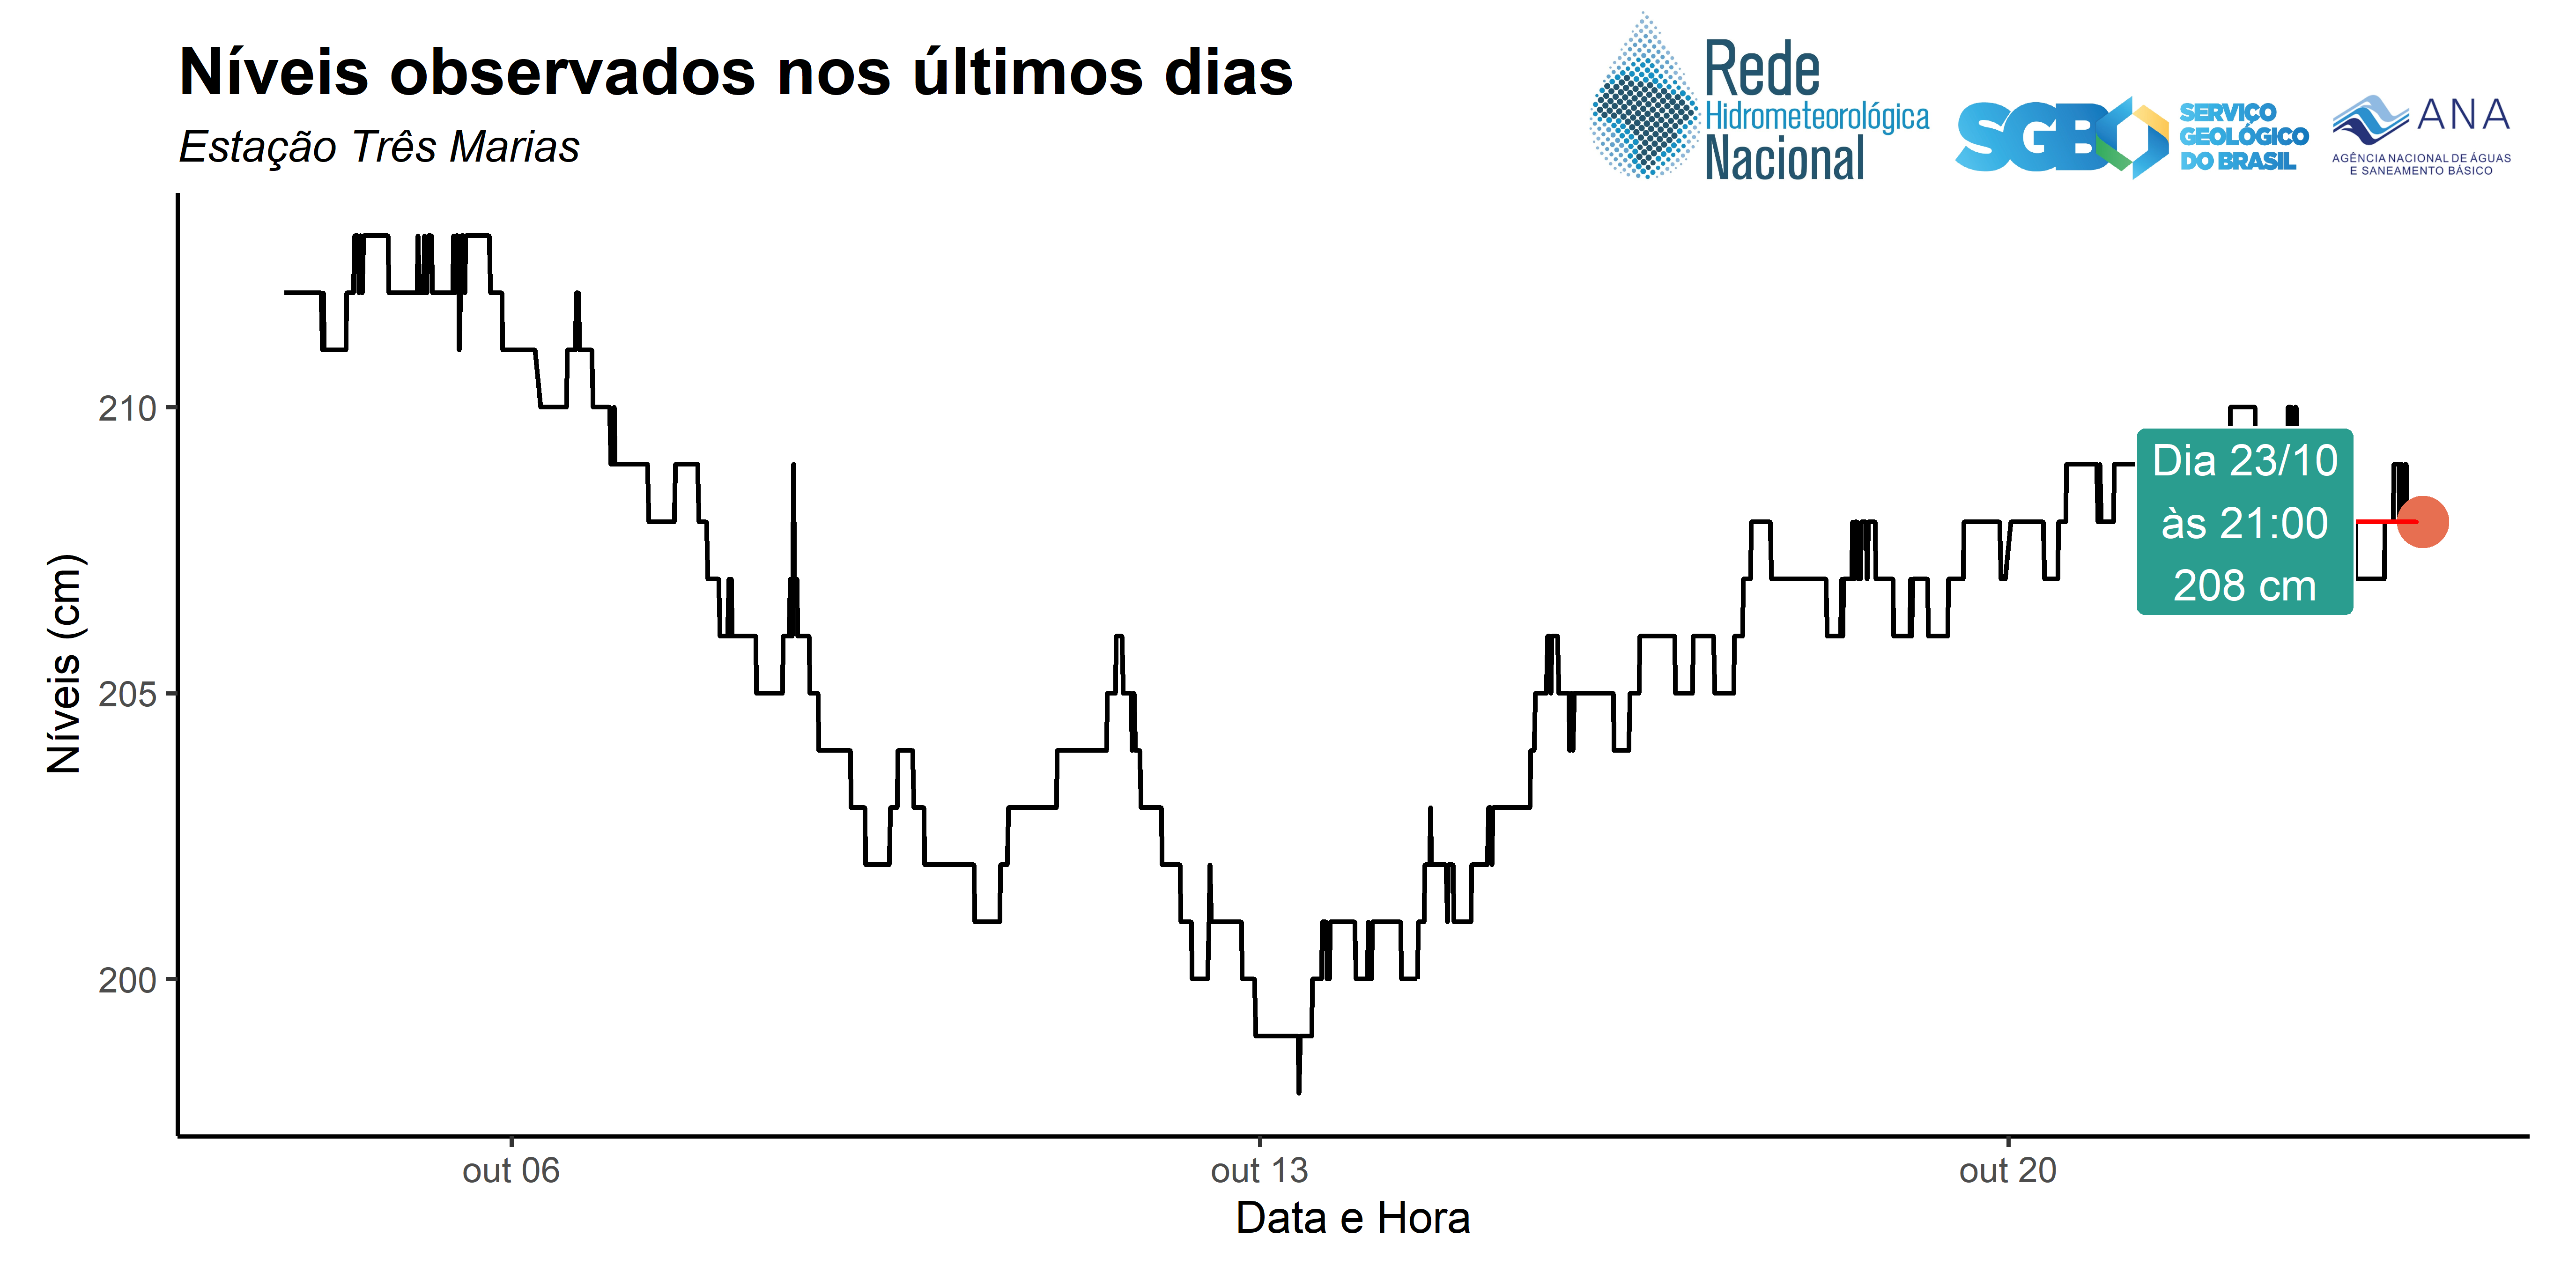 Níveis observados nos últimos dias
Estação Três Marias
Rede
Hidrometeorológica
Nacional
SGB
SERVIÇO
GEOLÓGICO
DO BRASIL
ANA
AGÊNCIA NACIONAL DE ÁGUAS
E SANEAMENTO BÁSICO
Níveis (cm)
210
205
200
Dia 23/10
às 21:00
208 cm
out 06
out 13
out 20
Data e Hora